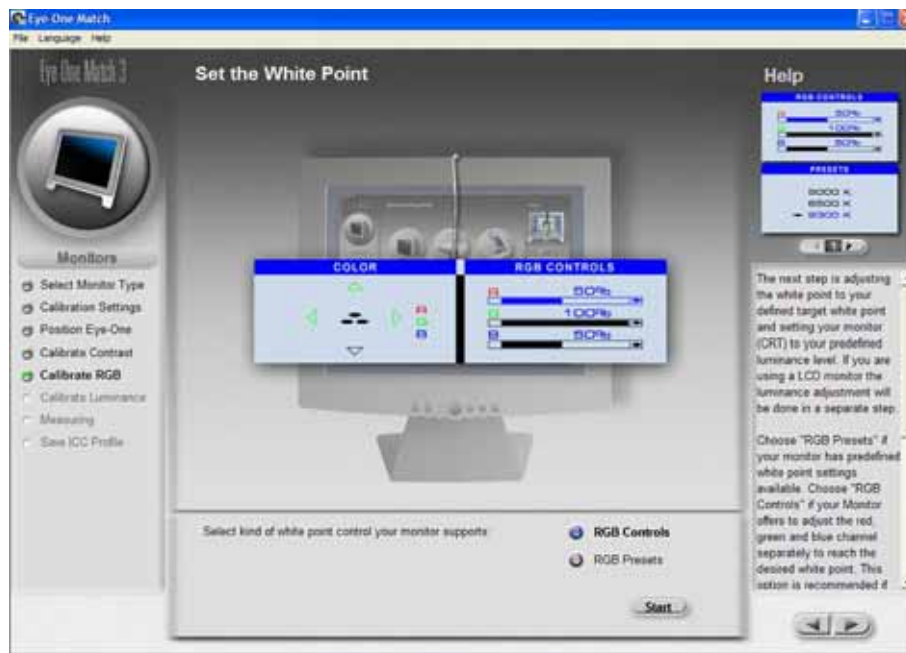 Eye-One Match
File Language Help
Eye One Match 3
Monitors
Select Monitor Type
Calibration Settings
Position Eye-One
Calibrate Contrast
Calibrate RGB
Calibrate Luminance
Measuring
Save ICC Profile
Set the White Point
COLOR
R
G
B
RGB CONTROLS
R 50%
G 100%
B 50%
Select kind of white point control your monitor supports:
RGB Controls
RGB Presets
Start
Help
RGB CONTROLS
R 50%
G 100%
B 50%
PRESETS
5000 K
6500 K
9300 K
1
The next step is adjusting
the white point to your
defined target white point
and setting your monitor
(CRT) to your predefined
luminance level. If you are
using a LCD monitor the
luminance adjustment will
be done in a separate step.
Choose "RGB Presets" if
your monitor has predefined
white point settings
available. Choose "RGB
Controls" if your Monitor
offers to adjust the red,
green and blue channel
separately to reach the
desired white point. This
option is recommended if